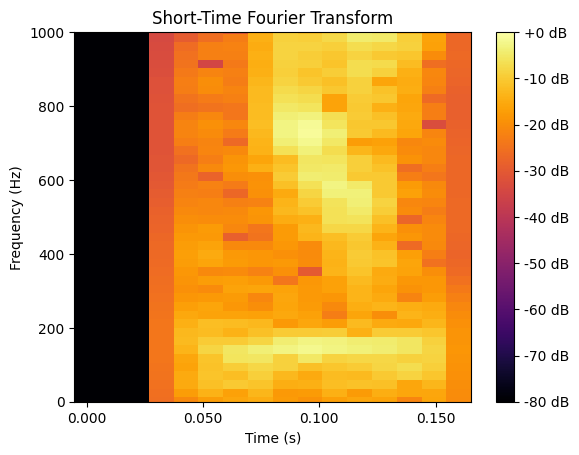 Short-Time Fourier Transform
1000
800
600
400
200
0
Frequency (Hz)
0.000
0.050
0.100
0.150
Time (s)
+0 dB
-10 dB
-20 dB
-30 dB
-40 dB
-50 dB
-60 dB
-70 dB
-80 dB